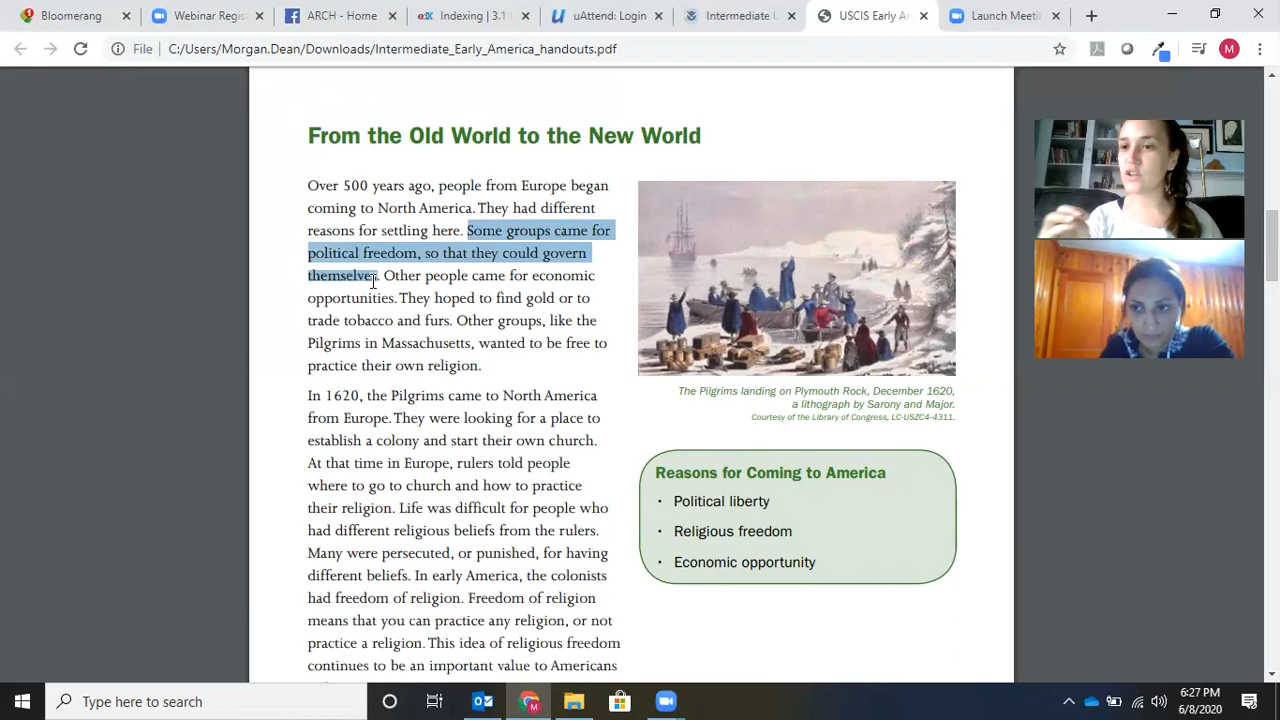 Bloomerang
Webinar Regis
ARCH - Home
Indexing | 3.1
uAttend: Login
Intermediate L
USCIS Early A
Launch Meeti
File | C:/Users/Morgan.Dean/Downloads/Intermediate_Early_America_handouts.pdf
M
From the Old World to the New World
Over 500 years ago, people from Europe began
coming to North America. They had different
reasons for settling here. Some groups came for
political freedom, so that they could govern
themselves. Other people came for economic
opportunities. They hoped to find gold or to
trade tobacco and furs. Other groups, like the
Pilgrims in Massachusetts, wanted to be free to
practice their own religion.
In 1620, the Pilgrims came to North America
from Europe. They were looking for a place to
establish a colony and start their own church.
At that time in Europe, rulers told people
where to go to church and how to practice
their religion. Life was difficult for people who
had different religious beliefs from the rulers.
Many were persecuted, or punished, for having
different beliefs. In early America, the colonists
had freedom of religion. Freedom of religion
means that you can practice any religion, or not
practice a religion. This idea of religious freedom
continues to be an important value to Americans
The Pilgrims landing on Plymouth Rock, December 1620,
a lithograph by Sarony and Major.
Courtesy of the Library of Congress, LC-USZC4-4311.
Reasons for Coming to America
• Political liberty
• Religious freedom
• Economic opportunity
Type here to search
6:27 PM
6/8/2020